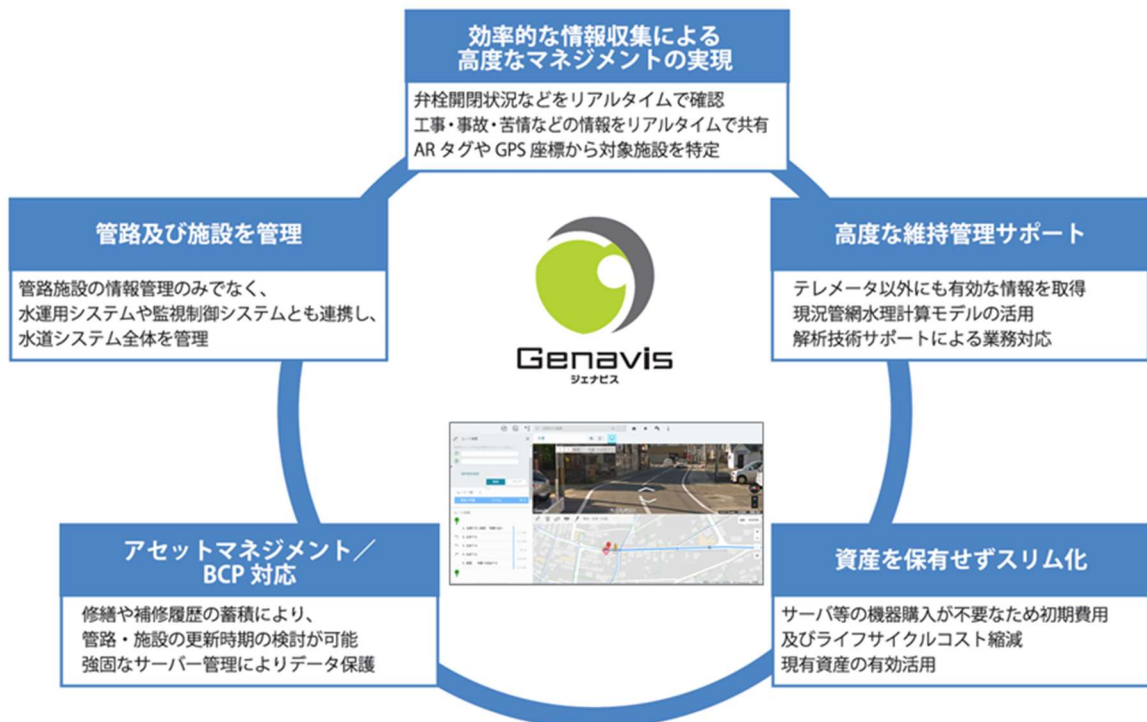 効率的な情報収集による
高度なマネジメントの実現
弁栓開閉状況などをリアルタイムで確認
工事・事故・苦情などの情報をリアルタイムで共有
AR タグや GPS 座標から対象施設を特定
管路及び施設を管理
管路施設の情報管理のみでなく、
水運用システムや監視制御システムとも連携し、
水道システム全体を管理
高度な維持管理サポート
テレメータ以外にも有効な情報を取得
現況管網水理計算モデルの活用
解析技術サポートによる業務対応
Genavis
ジェナビス
アセットマネジメント／
BCP 対応
修繕や補修履歴の蓄積により、
管路・施設の更新時期の検討が可能
強固なサーバー管理によりデータ保護
資産を保有せずスリム化
サーバ等の機器購入が不要なため初期費用
及びライフサイクルコスト縮減
現有資産の有効活用